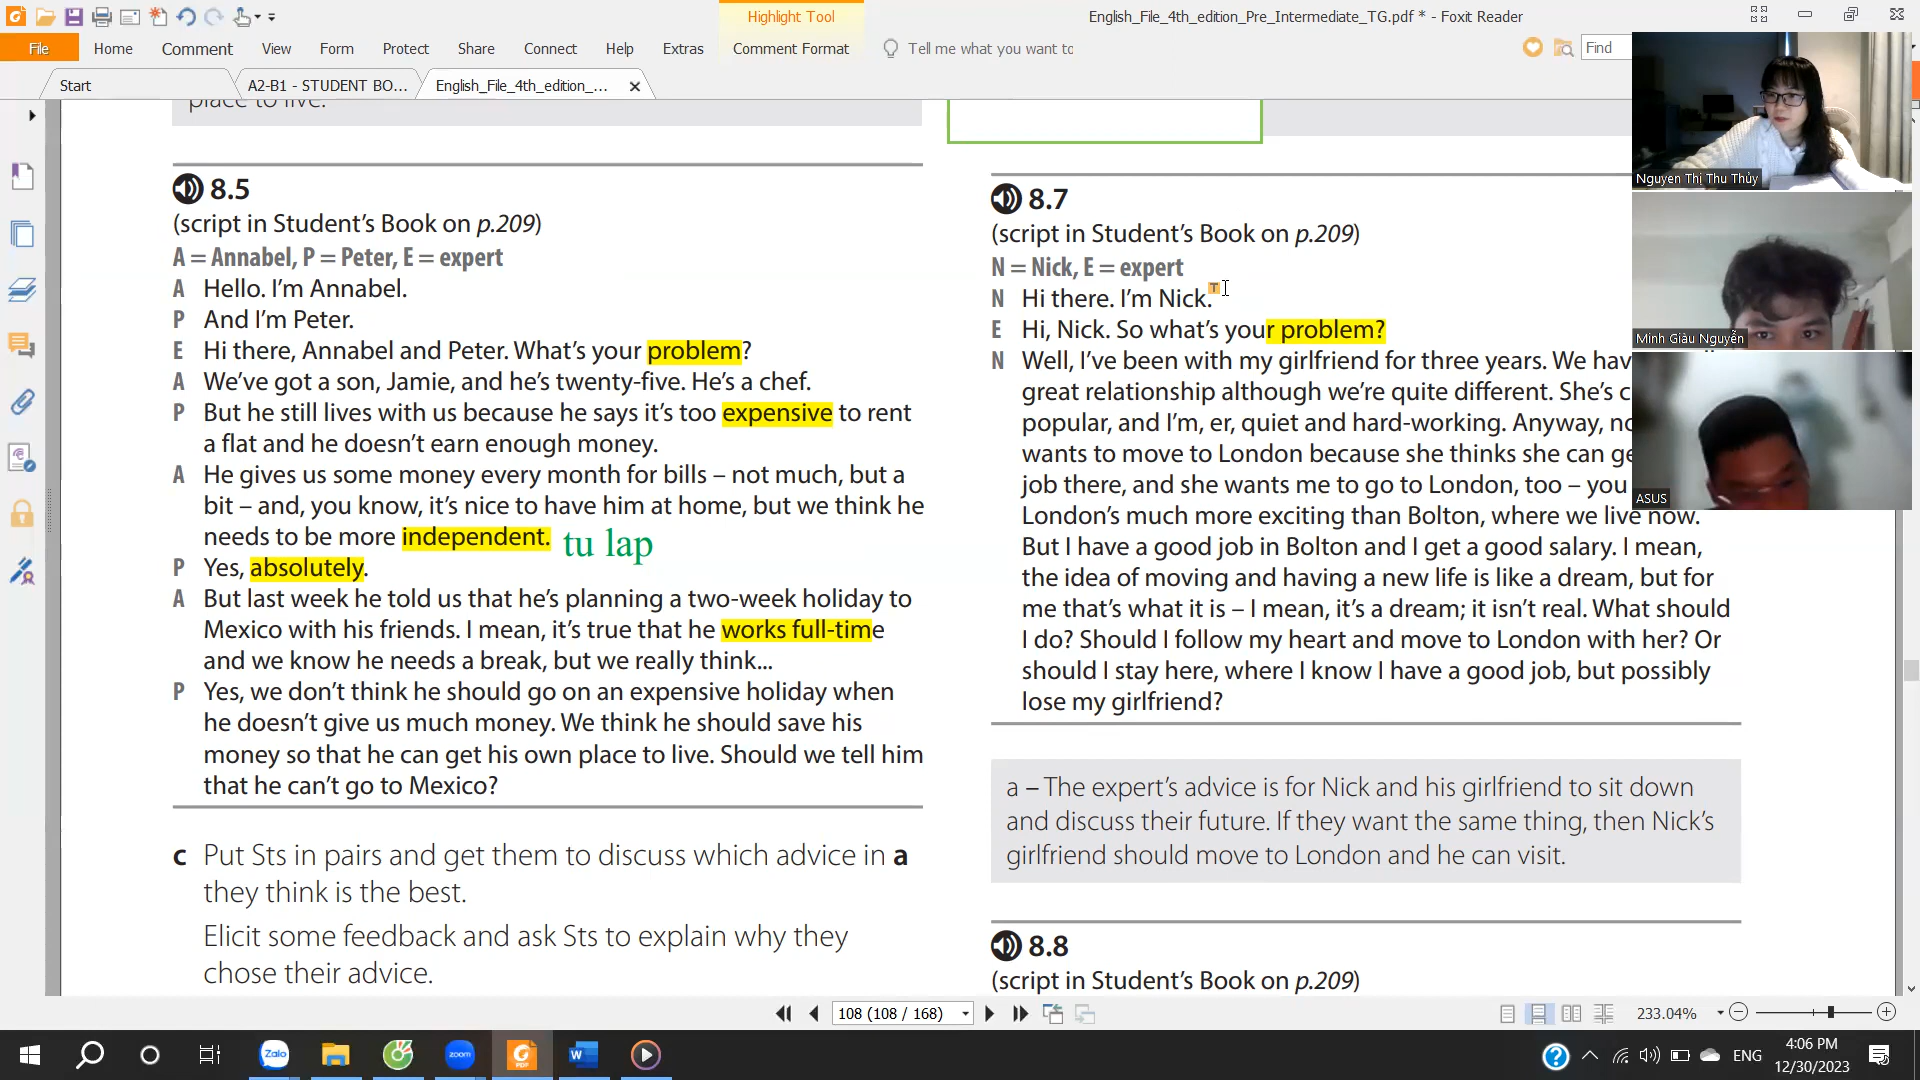 Highlight Tool
English_File_4th_edition_Pre_Intermediate_TG.pdf * - Foxit Reader
File
Home
Comment
View
Form
Protect
Share
Connect
Help
Extras
Comment Format
Tell me what you want to
Find
Start
A2-B1 - STUDENT BO...
English_File_4th_edition_...
place to live.
8.5
(script in Student's Book on p.209)
A = Annabel, P = Peter, E = expert
A Hello. I'm Annabel.
P And I'm Peter.
E Hi there, Annabel and Peter. What's your problem?
A We've got a son, Jamie, and he's twenty-five. He's a chef.
P But he still lives with us because he says it's too expensive to rent
a flat and he doesn't earn enough money.
A He gives us some money every month for bills – not much, but a
bit – and, you know, it's nice to have him at home, but we think he
needs to be more independent. tu lap
P Yes, absolutely.
A But last week he told us that he's planning a two-week holiday to
Mexico with his friends. I mean, it's true that he works full-time
and we know he needs a break, but we really think...
P Yes, we don't think he should go on an expensive holiday when
he doesn't give us much money. We think he should save his
money so that he can get his own place to live. Should we tell him
that he can't go to Mexico?
c Put Sts in pairs and get them to discuss which advice in a
they think is the best.
Elicit some feedback and ask Sts to explain why they
chose their advice.
8.7
(script in Student's Book on p.209)
N = Nick, E = expert
N Hi there. I'm Nick.
E Hi, Nick. So what's your problem?
N Well, I've been with my girlfriend for three years. We hav
great relationship although we're quite different. She's c
popular, and I'm, er, quiet and hard-working. Anyway, no
wants to move to London because she thinks she can ge
job there, and she wants me to go to London, too – you
London's much more exciting than Bolton, where we live now.
But I have a good job in Bolton and I get a good salary. I mean,
the idea of moving and having a new life is like a dream, but for
me that's what it is – I mean, it's a dream; it isn't real. What should
I do? Should I follow my heart and move to London with her? Or
should I stay here, where I know I have a good job, but possibly
lose my girlfriend?
a – The expert's advice is for Nick and his girlfriend to sit down
and discuss their future. If they want the same thing, then Nick's
girlfriend should move to London and he can visit.
8.8
(script in Student's Book on p.209)
Nguyen Thị Thu Thủy
Minh Giàu Nguyễn
ASUS
108 (108 / 168)
233.04%
Zalo
zoom
ENG
4:06 PM
12/30/2023